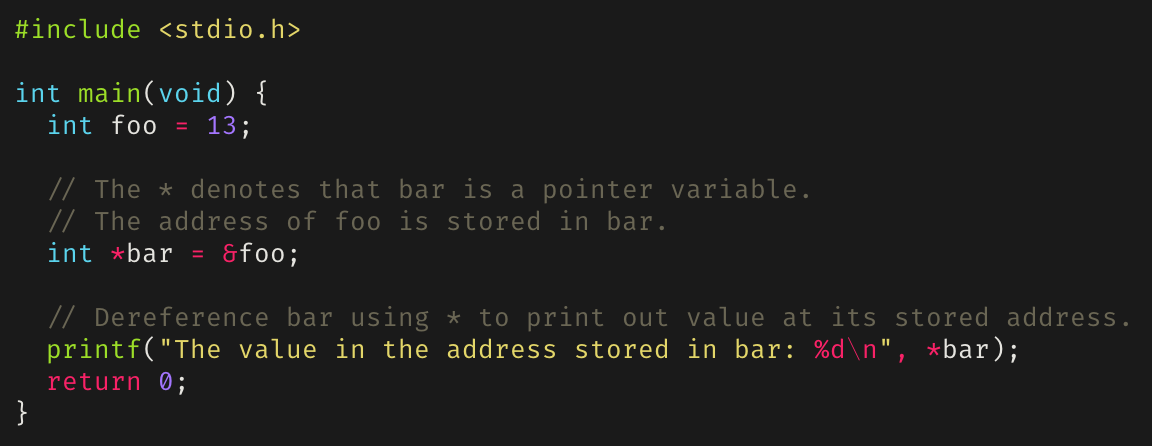 #include <stdio.h>

int main(void) {
  int foo = 13;

  // The * denotes that bar is a pointer variable.
  // The address of foo is stored in bar.
  int *bar = &foo;

  // Dereference bar using * to print out value at its stored address.
  printf("The value in the address stored in bar: %d\n", *bar);
  return 0;
}